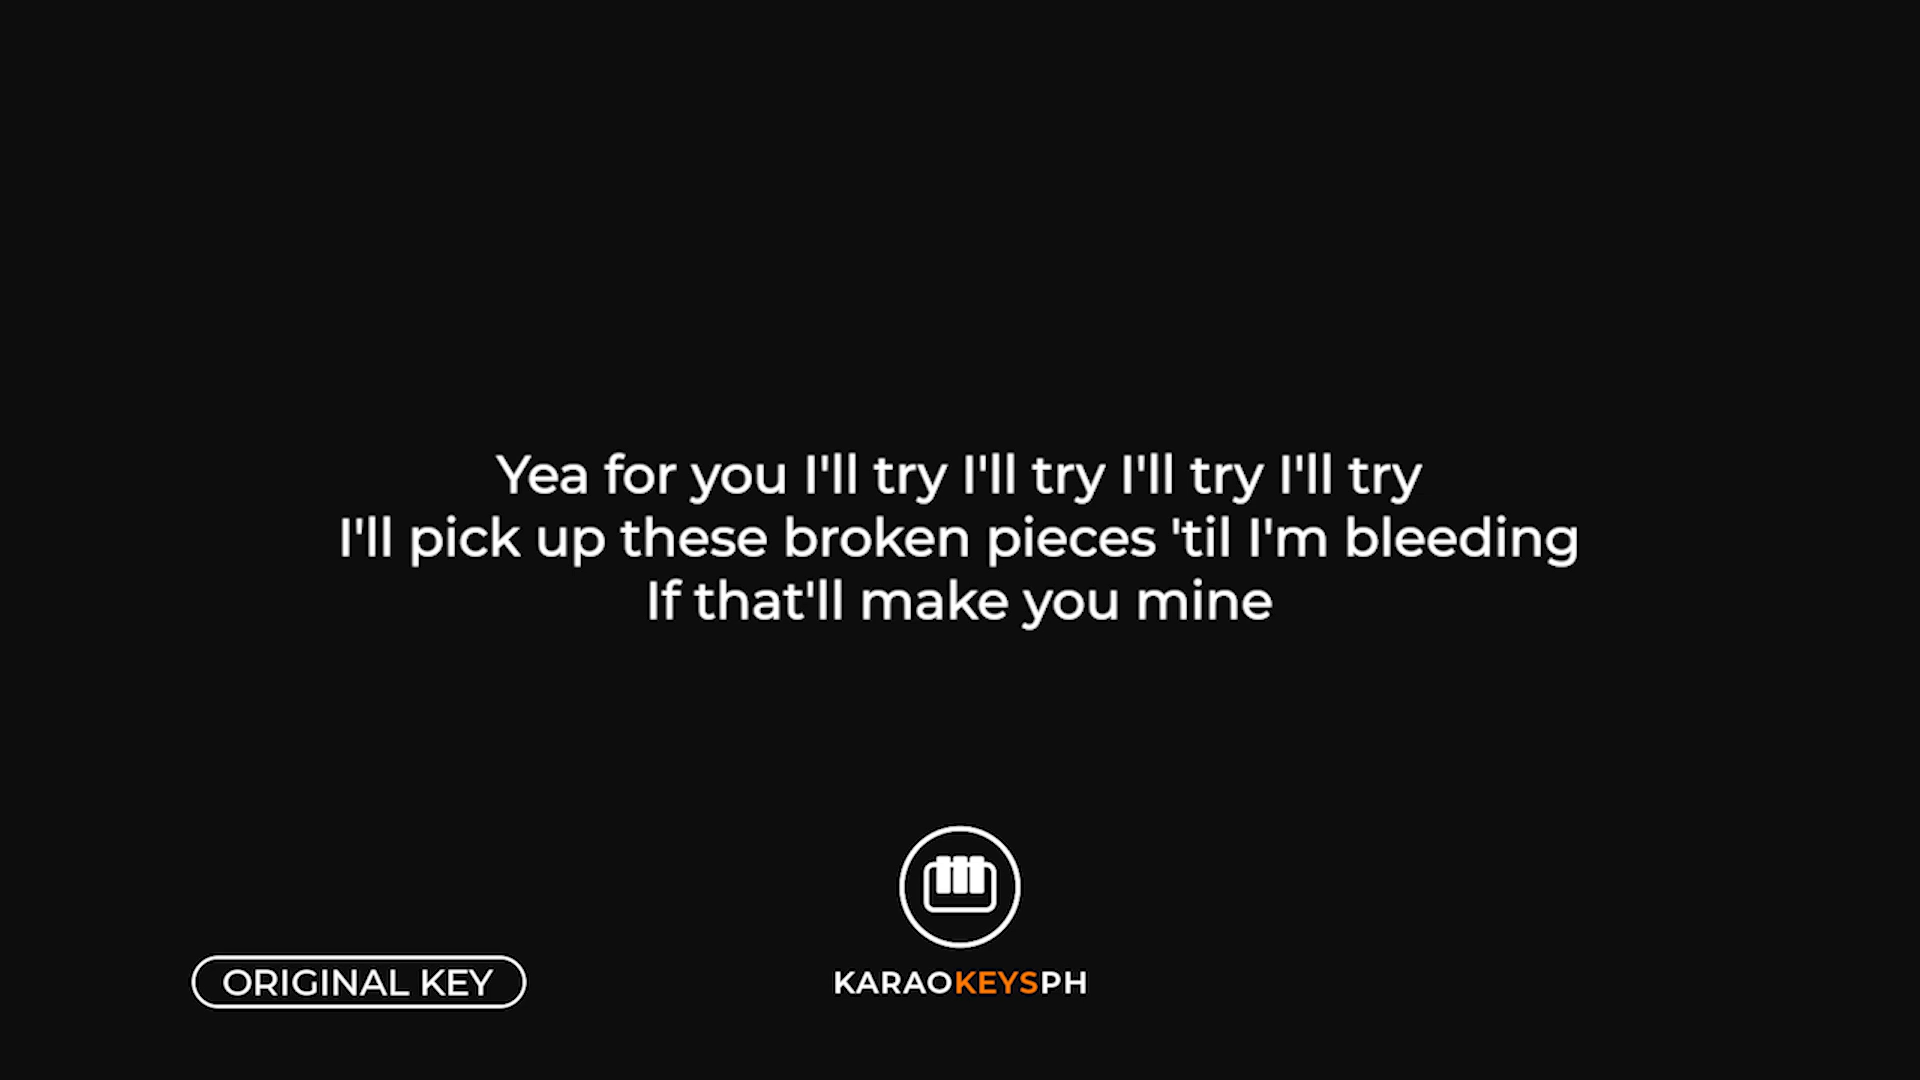 Yea for you I'll try I'll try I'll try I'll try
I'll pick up these broken pieces 'til I'm bleeding
If that'll make you mine
ORIGINAL KEY
KARAOKEYSPH